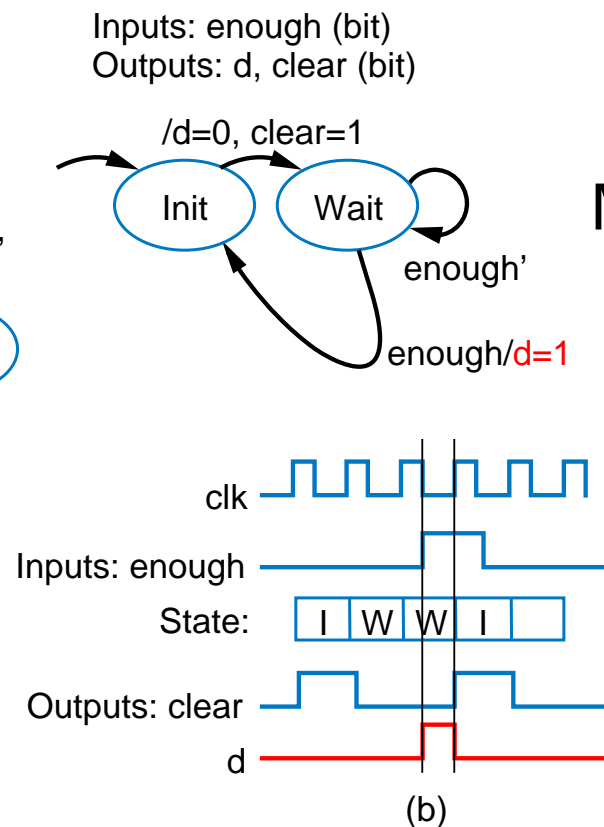 Inputs: enough (bit)
Outputs: d, clear (bit)
/d=0, clear=1
Init
Wait
enough’
enough/d=1
clk
Inputs: enough
State: I W W I
Outputs: clear
d
(b)